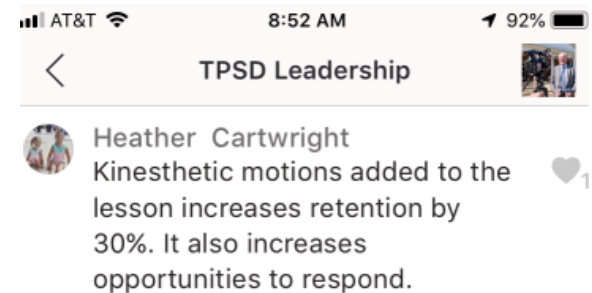 AT&T 8:52 AM 92%
TPSD Leadership
Heather Cartwright
Kinesthetic motions added to the
lesson increases retention by
30%. It also increases
opportunities to respond.
1